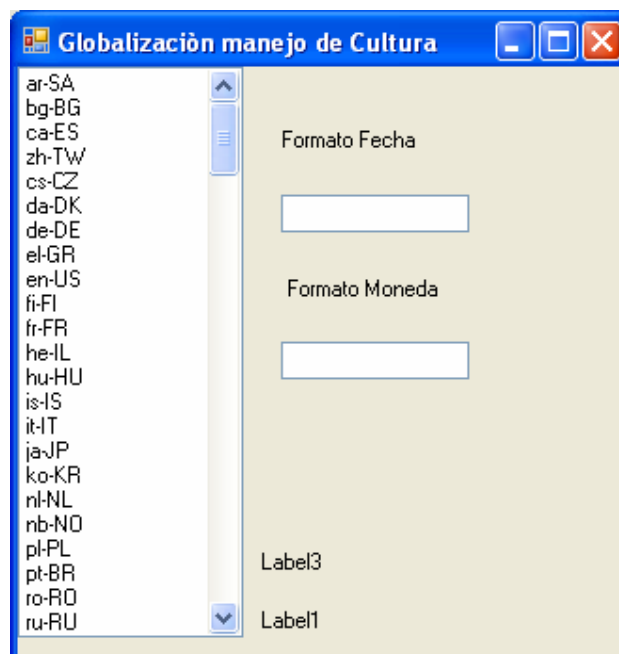 Globalizaciòn manejo de Cultura
ar-SA
bg-BG
ca-ES
zh-TW
cs-CZ
da-DK
de-DE
el-GR
en-US
fi-FI
fr-FR
he-IL
hu-HU
is-IS
it-IT
ja-JP
ko-KR
nl-NL
nb-NO
pl-PL
pt-BR
ro-RO
ru-RU
Formato Fecha
Formato Moneda
Label3
Label1